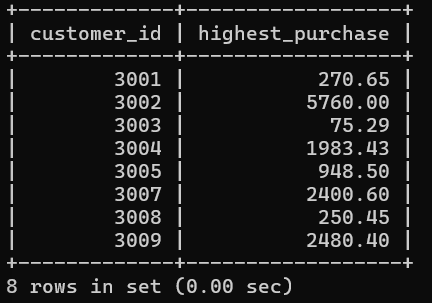 +-------------+------------------+
| customer_id | highest_purchase |
+-------------+------------------+
|        3001 |           270.65 |
|        3002 |          5760.00 |
|        3003 |            75.29 |
|        3004 |          1983.43 |
|        3005 |           948.50 |
|        3007 |          2400.60 |
|        3008 |           250.45 |
|        3009 |          2480.40 |
+-------------+------------------+
8 rows in set (0.00 sec)